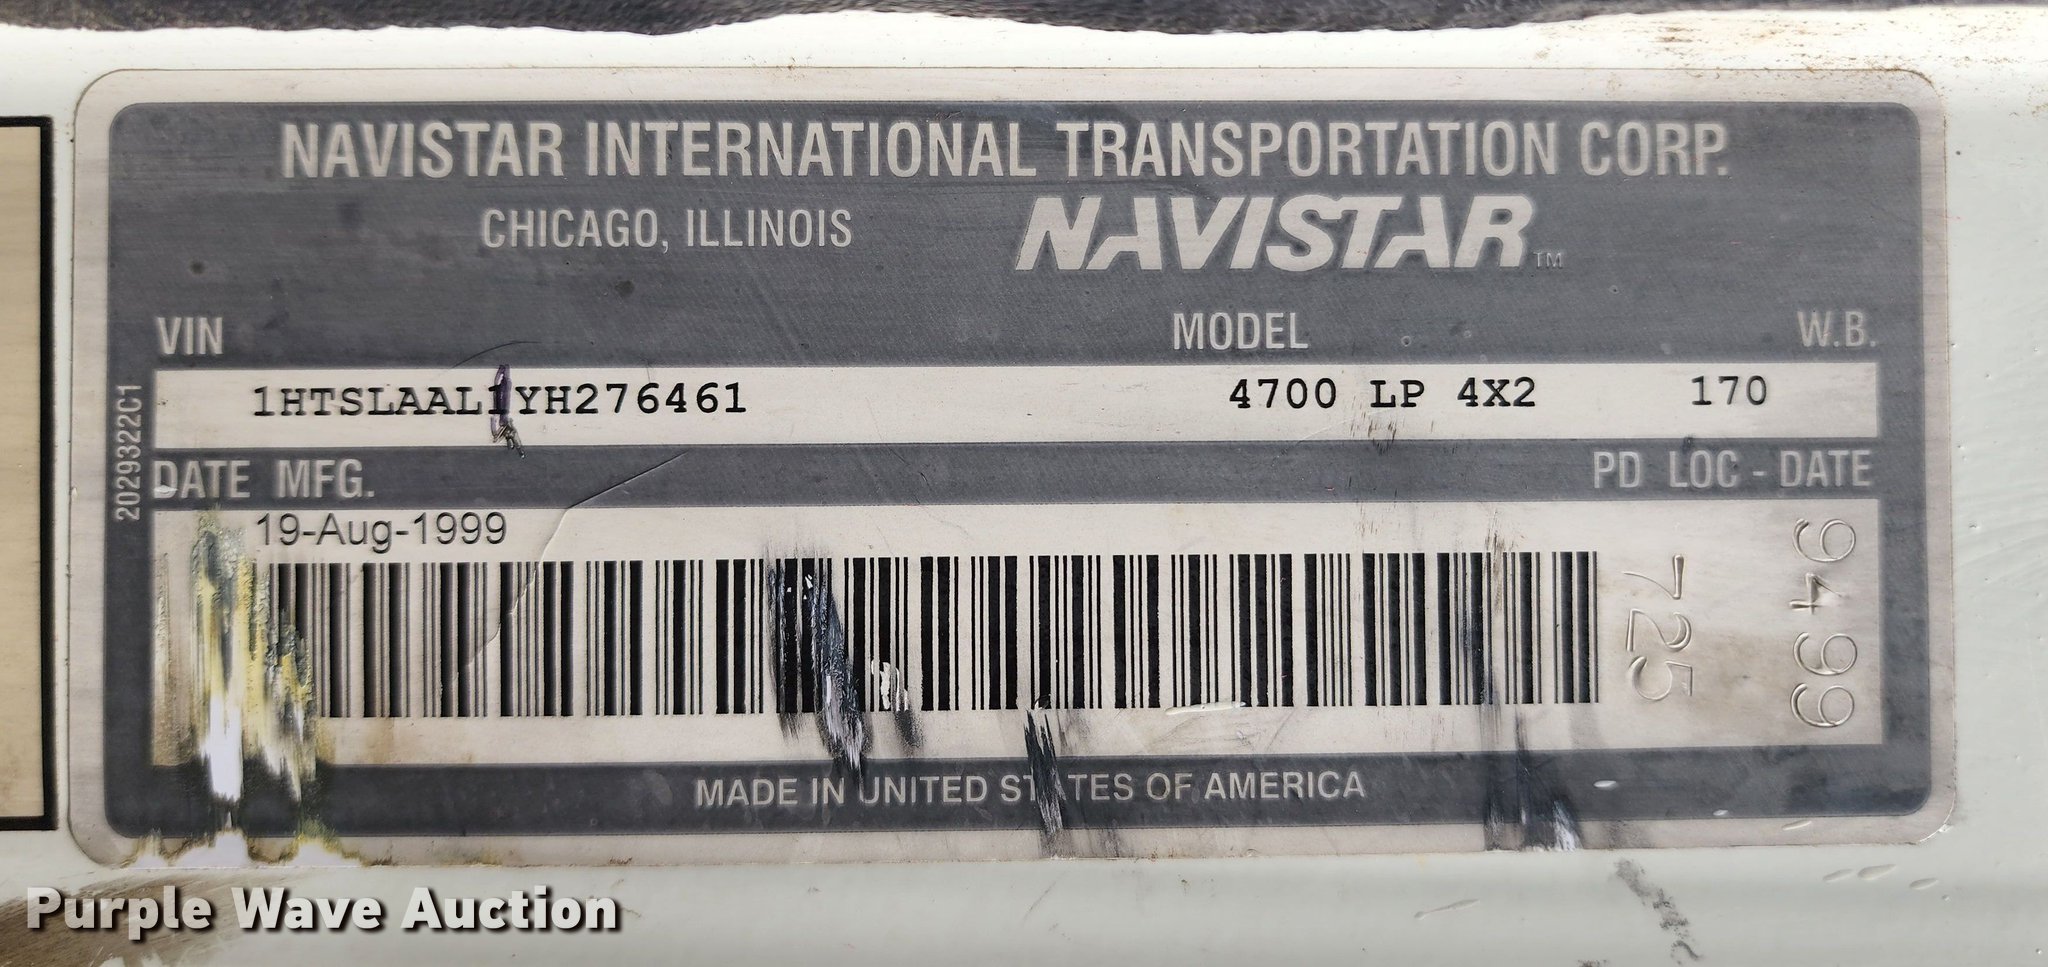 NAVISTAR INTERNATIONAL TRANSPORTATION CORP.
CHICAGO, ILLINOIS
NAVISTAR™
VIN MODEL W.B.
1HTSLAAL1YH276461 4700 LP 4X2 170
2029322C1
DATE MFG. PD LOC - DATE
19-Aug-1999
725
9499
MADE IN UNITED STATES OF AMERICA
Purple Wave Auction